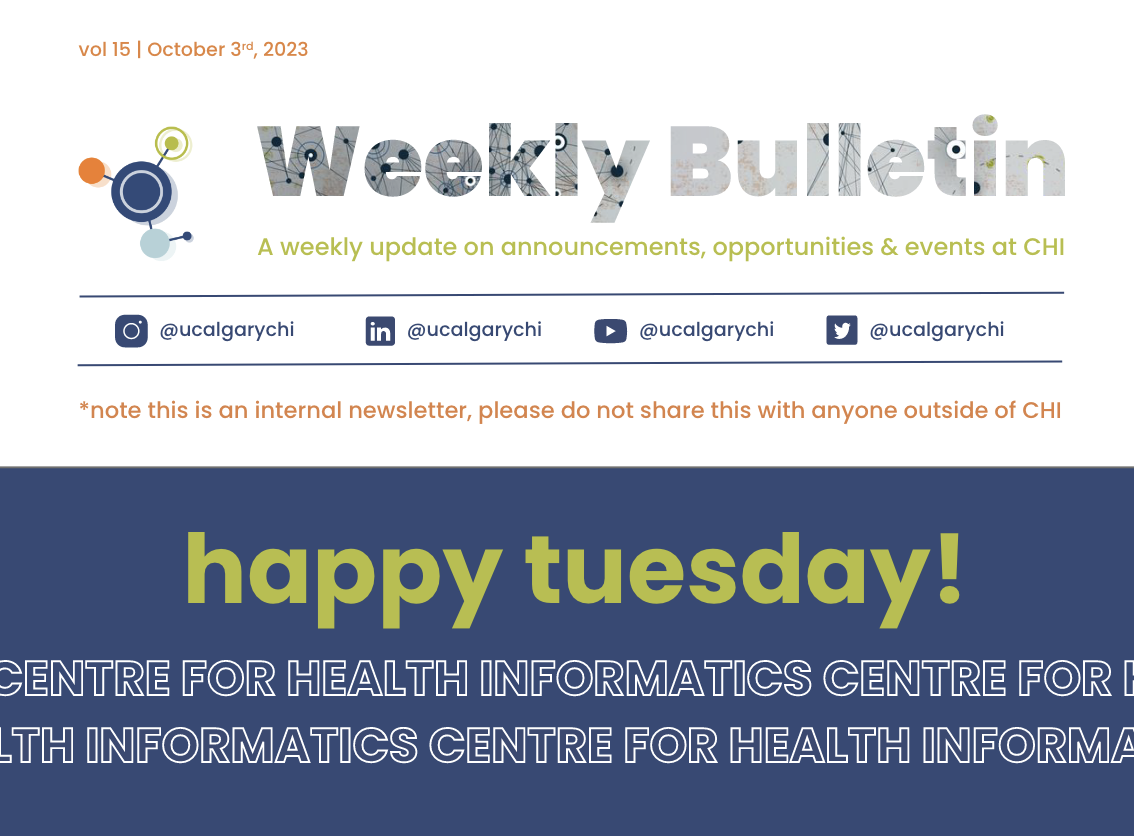 vol 15 | October 3rd, 2023
Weekly Bulletin
A weekly update on announcements, opportunities & events at CHI
@ucalgarychi @ucalgarychi @ucalgarychi @ucalgarychi
*note this is an internal newsletter, please do not share this with anyone outside of CHI
happy tuesday!
CENTRE FOR HEALTH INFORMATICS CENTRE FOR H
LTH INFORMATICS CENTRE FOR HEALTH INFORMA